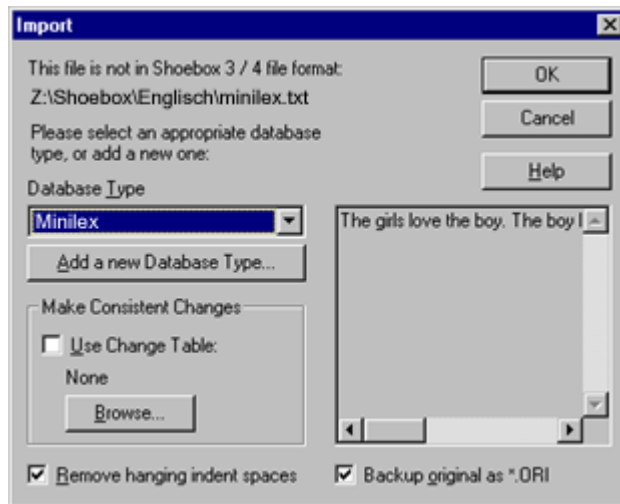 Import
This file is not in Shoebox 3 / 4 file format:
Z:\Shoebox\Englisch\minilex.txt
Please select an appropriate database
type, or add a new one:
Database Type
Minilex
Add a new Database Type...
Make Consistent Changes
Use Change Table:
None
Browse...
Remove hanging indent spaces
OK
Cancel
Help
The girls love the boy. The boy l
Backup original as *.ORI